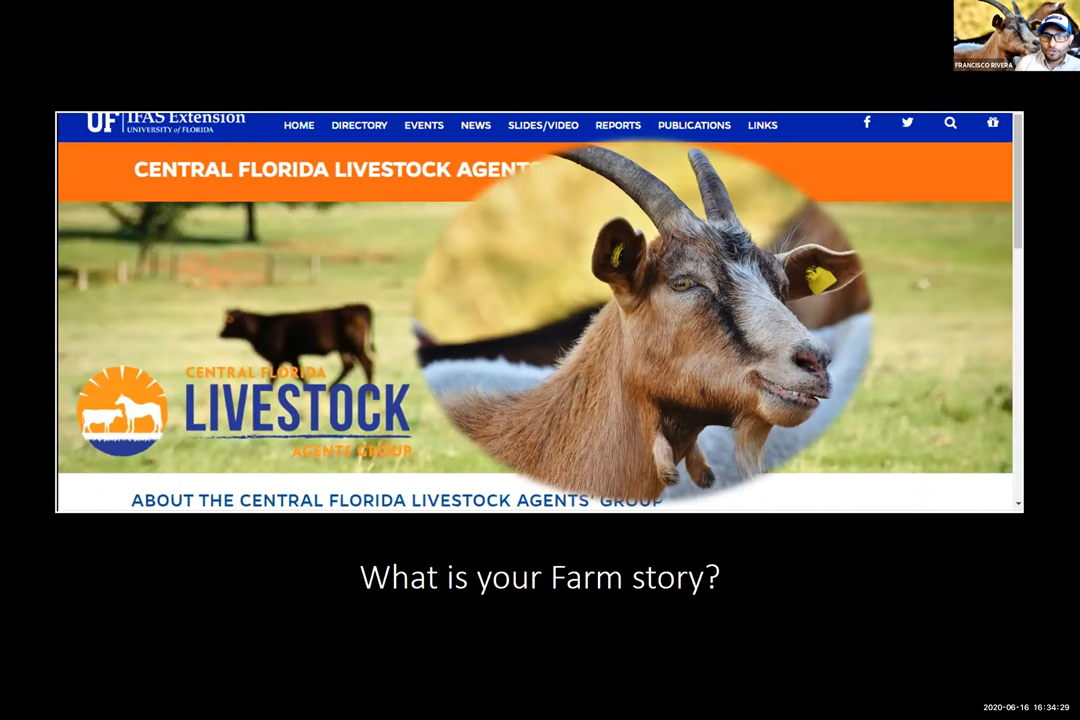 FRANCISCO RIVERA
UF IFAS Extension
UNIVERSITY of FLORIDA
HOME DIRECTORY EVENTS NEWS SLIDES/VIDEO REPORTS PUBLICATIONS LINKS
CENTRAL FLORIDA LIVESTOCK AGENTS
CENTRAL FLORIDA
LIVESTOCK
AGENTS GROUP
ABOUT THE CENTRAL FLORIDA LIVESTOCK AGENTS' GROUP
What is your Farm story?
2020-06-16 16:34:29